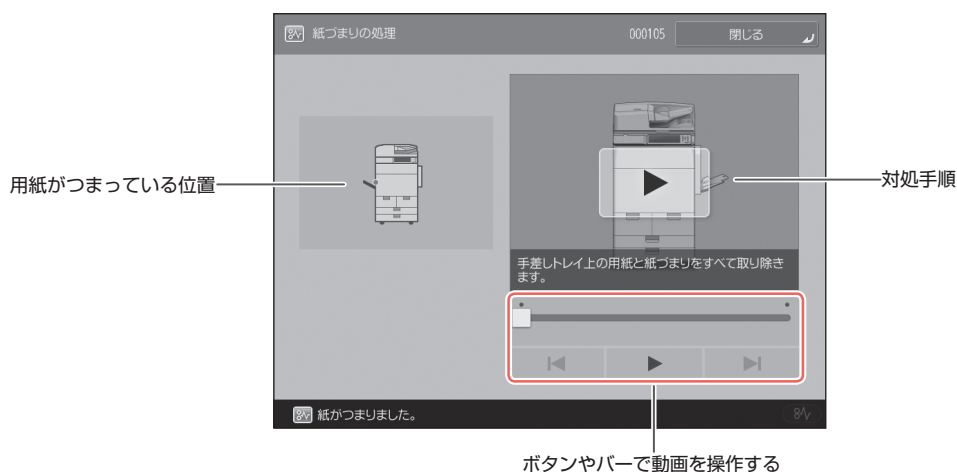 紙づまりの処理
000105
閉じる
用紙がつまっている位置
対処手順
手差しトレイ上の用紙と紙づまりをすべて取り除き
ます。
紙がつまりました。
ボタンやバーで動画を操作する